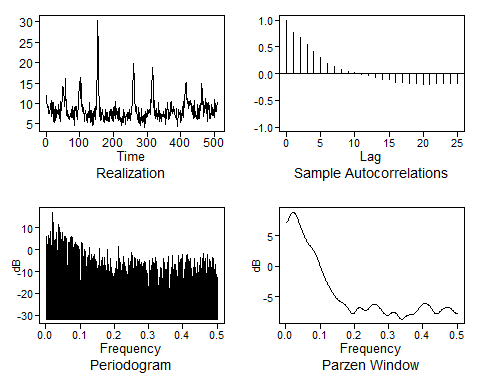 30
25
20
15
10
5
0 100 200 300 400 500
Time
Realization
1.0
0.5
0.0
-0.5
-1.0
0 5 10 15 20 25
Lag
Sample Autocorrelations
10
0
-10
-20
-30
dB
0.0 0.1 0.2 0.3 0.4 0.5
Frequency
Periodogram
5
0
-5
dB
0.0 0.1 0.2 0.3 0.4 0.5
Frequency
Parzen Window